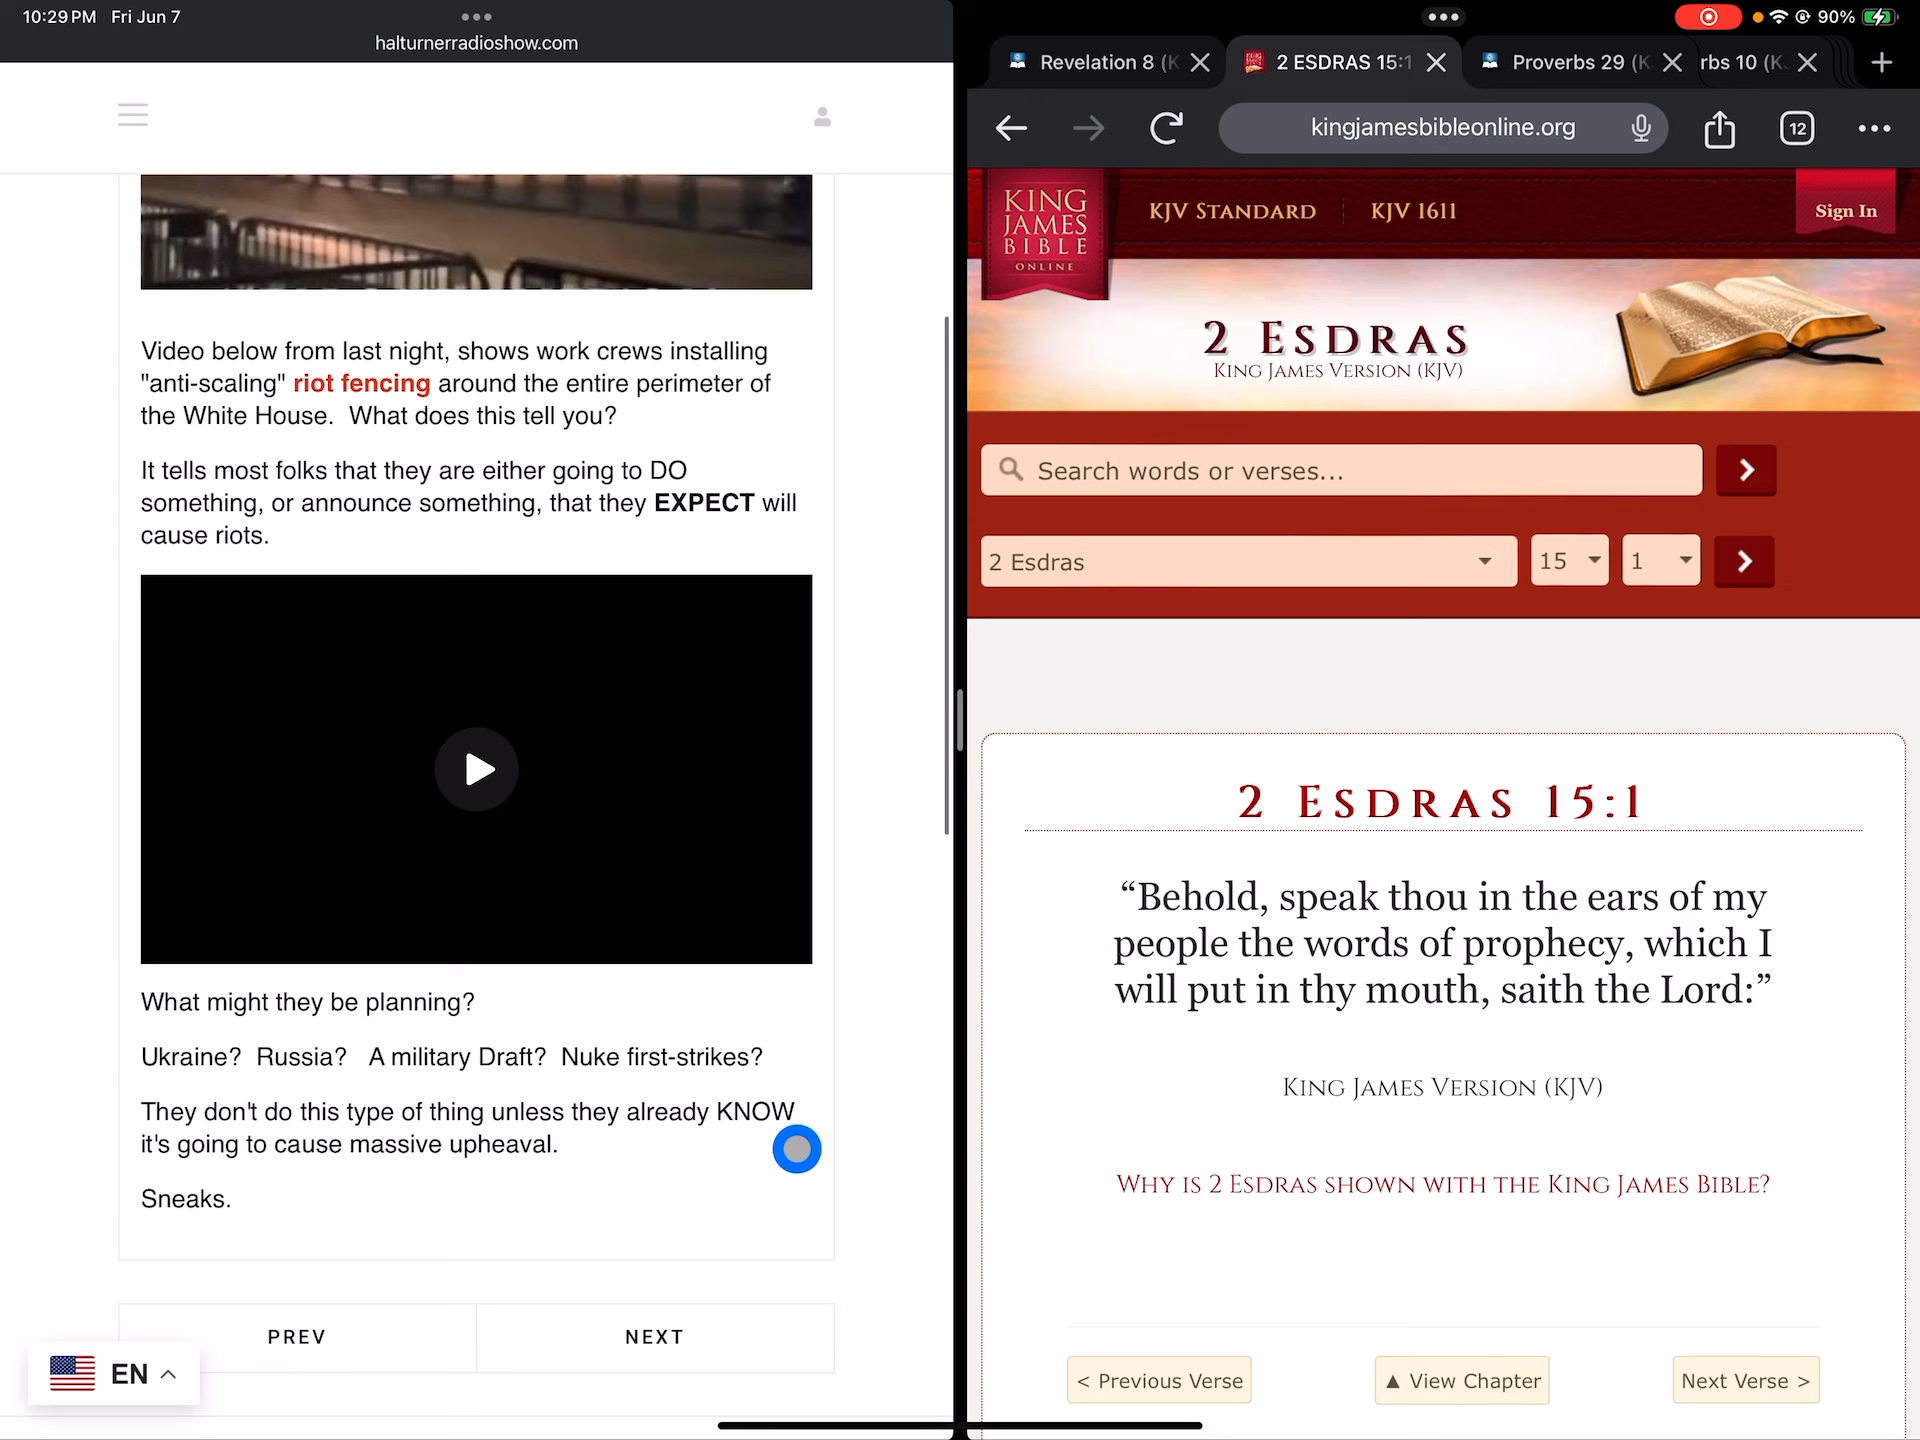 10:29 PM Fri Jun 7
halturnerradioshow.com
Video below from last night, shows work crews installing
"anti-scaling" riot fencing around the entire perimeter of
the White House.  What does this tell you?
It tells most folks that they are either going to DO
something, or announce something, that they EXPECT will
cause riots.
What might they be planning?
Ukraine?  Russia?   A military Draft?  Nuke first-strikes?
They don't do this type of thing unless they already KNOW
it's going to cause massive upheaval.
Sneaks.
PREV
NEXT
EN
90%
Revelation 8 (K
2 ESDRAS 15:1
Proverbs 29 (K
rbs 10 (K
kingjamesbibleonline.org
12
KING
JAMES
BIBLE
ONLINE
KJV STANDARD
KJV 1611
Sign In
2 ESDRAS
KING JAMES VERSION (KJV)
Search words or verses...
2 Esdras
15
1
2 ESDRAS 15:1
“Behold, speak thou in the ears of my
people the words of prophecy, which I
will put in thy mouth, saith the Lord:”
KING JAMES VERSION (KJV)
WHY IS 2 ESDRAS SHOWN WITH THE KING JAMES BIBLE?
< Previous Verse
▲ View Chapter
Next Verse >